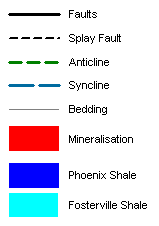 Faults
Splay Fault
Anticline
Syncline
Bedding
Mineralisation
Phoenix Shale
Fosterville Shale